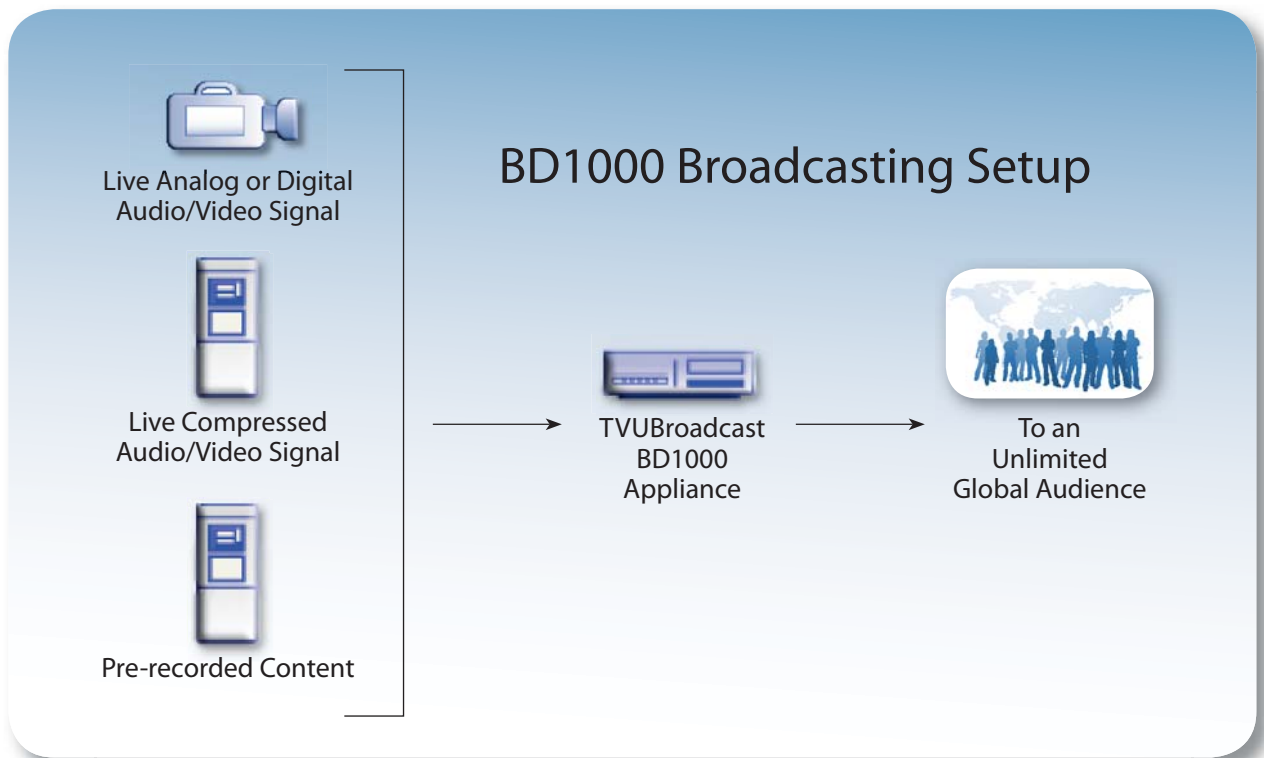 BD1000 Broadcasting Setup
Live Analog or Digital
Audio/Video Signal
Live Compressed
Audio/Video Signal
Pre-recorded Content
TVUBroadcast
BD1000
Appliance
To an
Unlimited
Global Audience